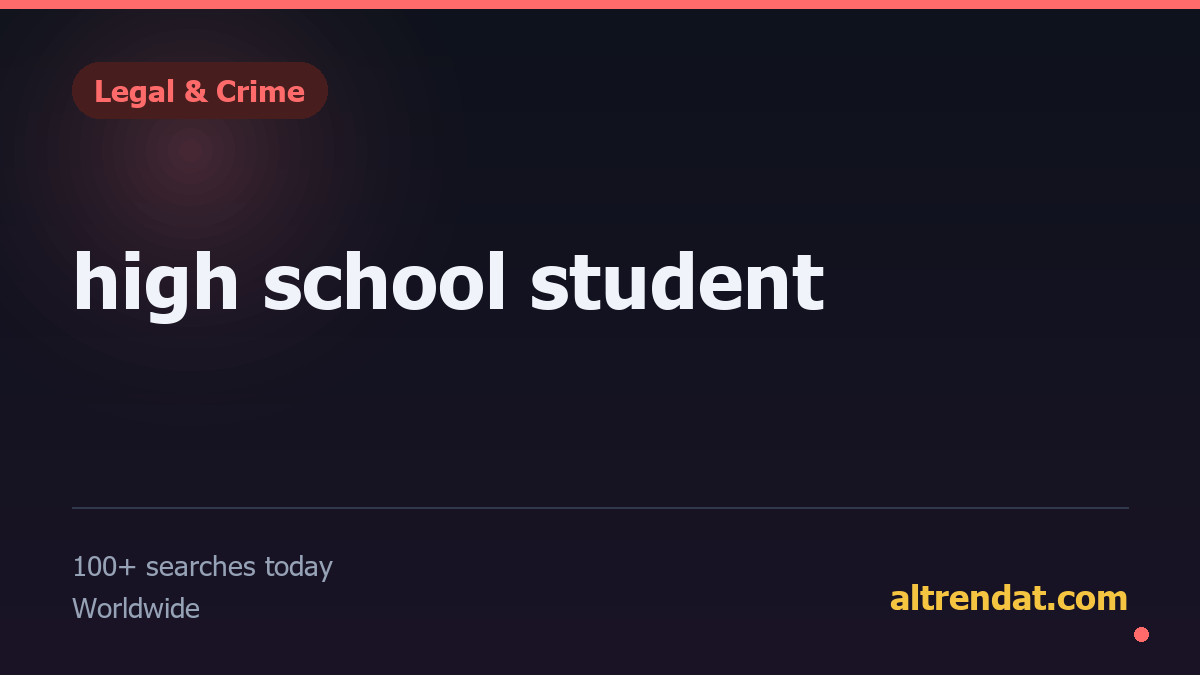 Legal & Crime
high school student
100+ searches today
Worldwide
altrendat.com